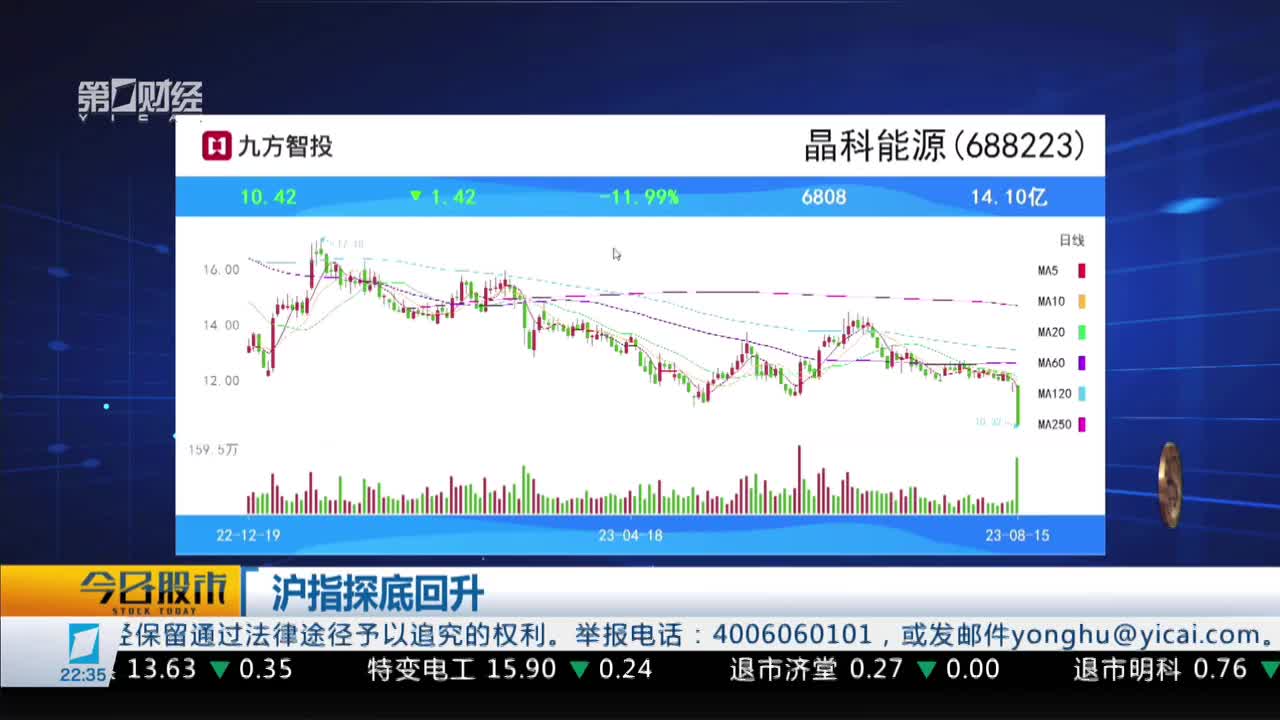 第一财经
YICAI
九方智投
晶科能源(688223)
10.42 ▼1.42 -11.99% 6808 14.10亿
日线
16.00
14.00
12.00
MA5
MA10
MA20
MA60
MA120
MA250
159.5万
22-12-19 23-04-18 23-08-15
今日股市
STOCK TODAY
沪指探底回升
保留通过法律途径予以追究的权利。举报电话：4006060101，或发邮件yonghu@yicai.com。
22:35
13.63 ▼0.35 特变电工 15.90 ▼0.24 退市济堂 0.27 ▼0.00 退市明科 0.76 ▼